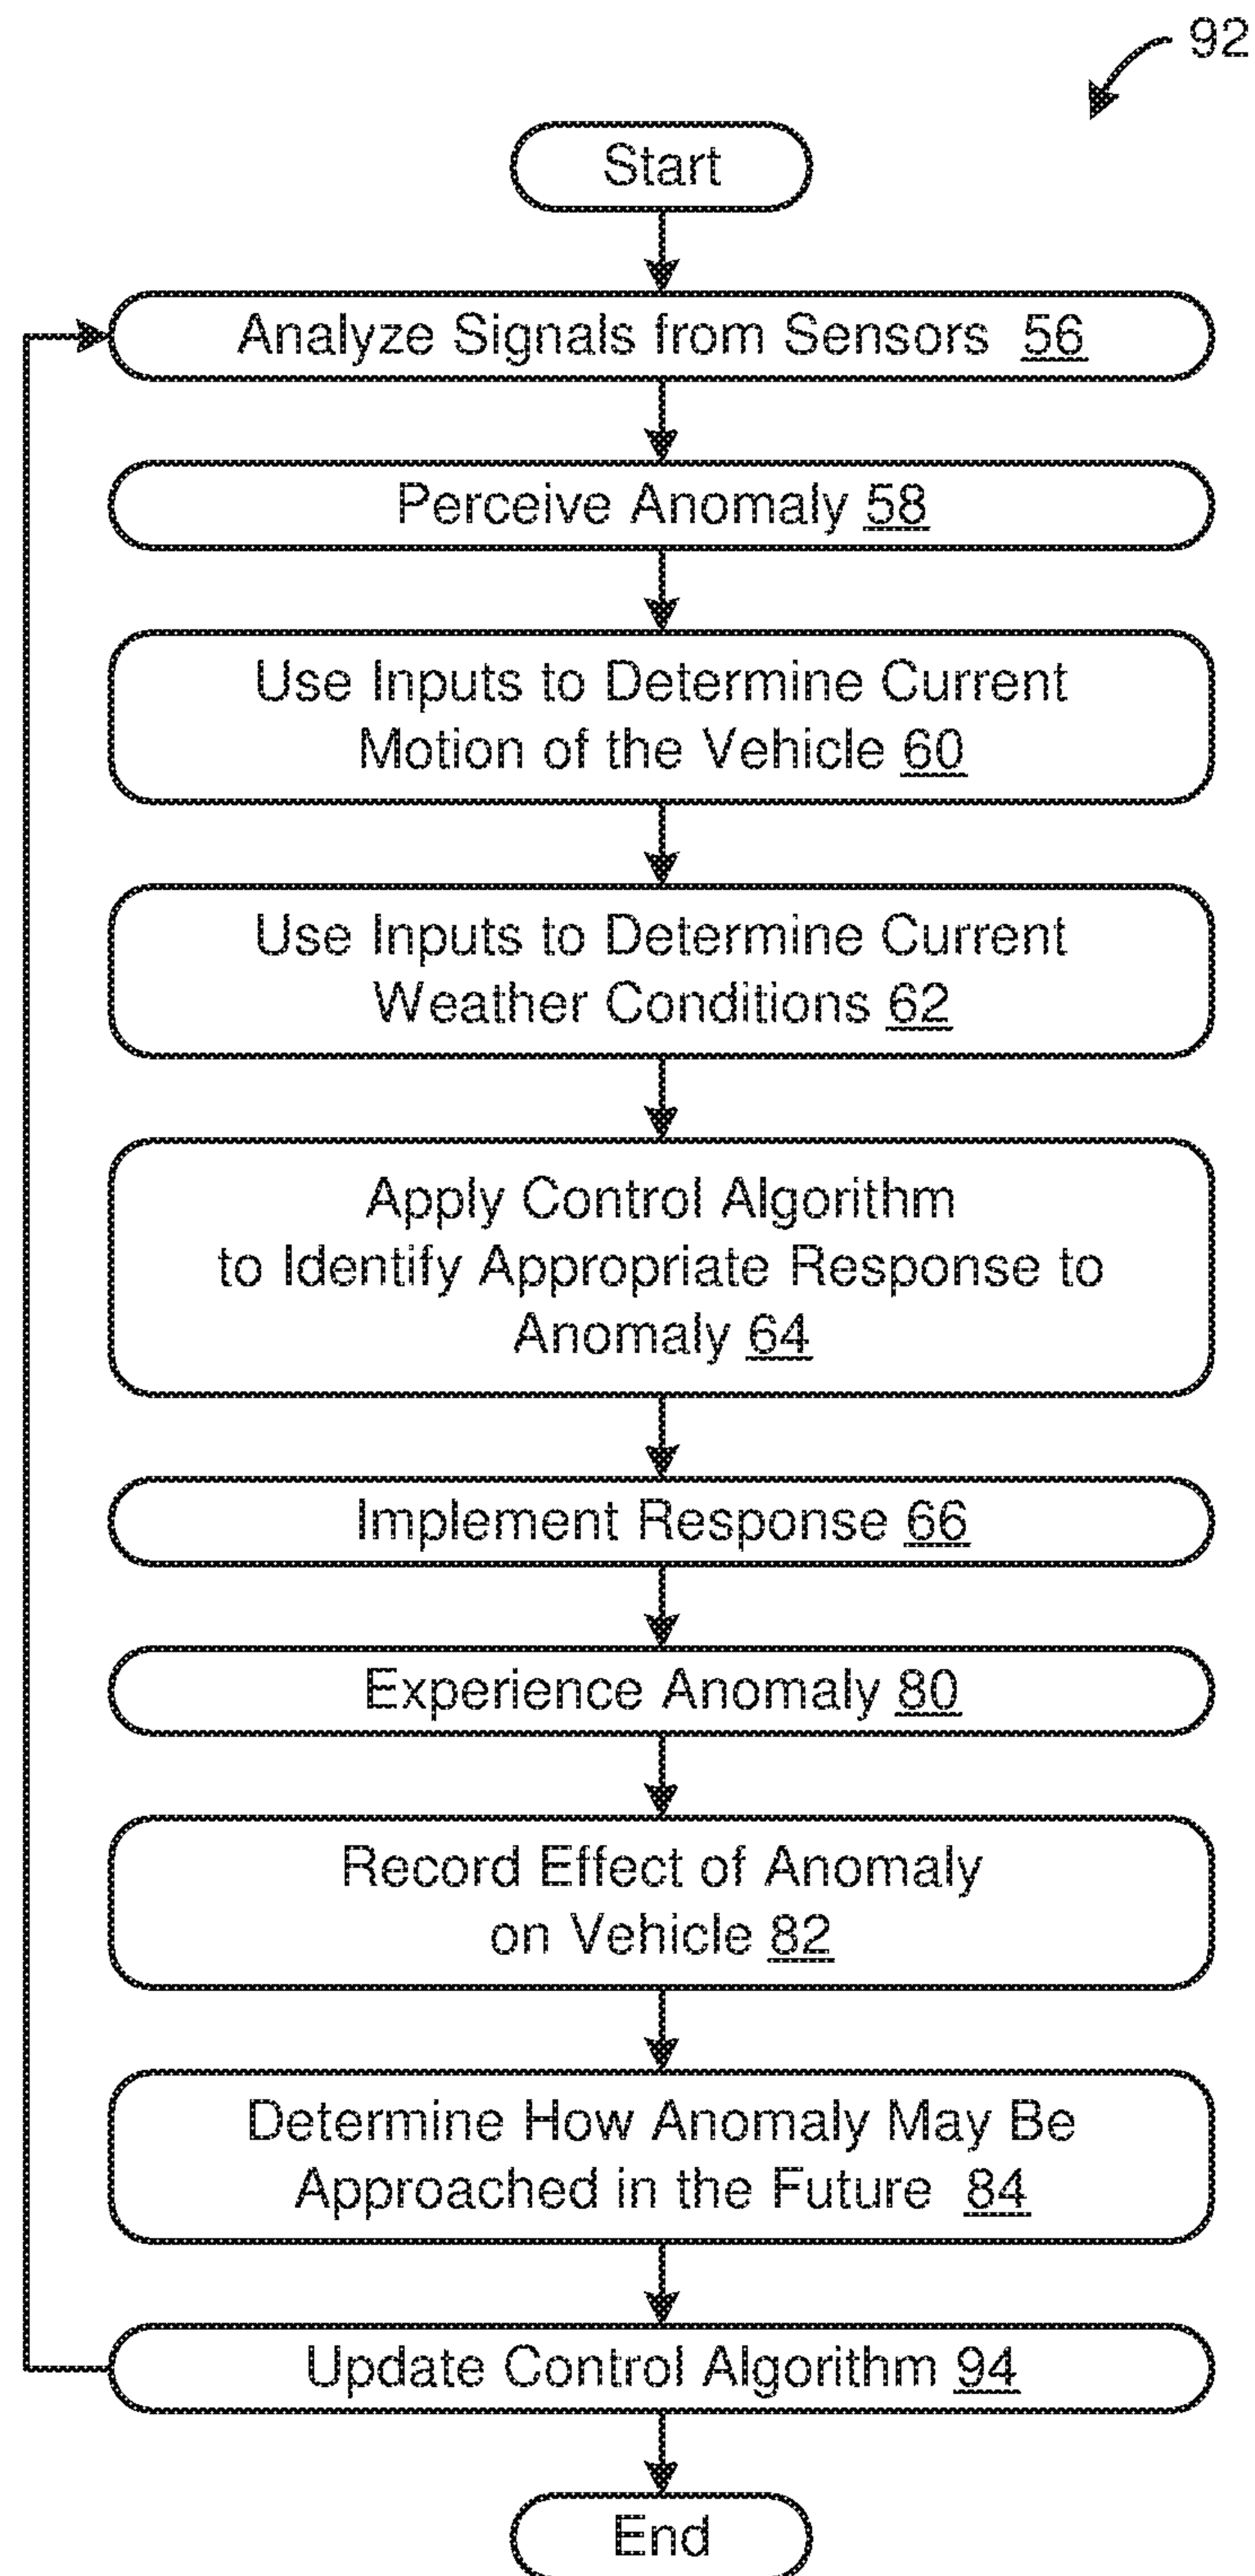 92
Start
Analyze Signals from Sensors 56
Perceive Anomaly 58
Use Inputs to Determine Current
Motion of the Vehicle 60
Use Inputs to Determine Current
Weather Conditions 62
Apply Control Algorithm
to Identify Appropriate Response to
Anomaly 64
Implement Response 66
Experience Anomaly 80
Record Effect of Anomaly
on Vehicle 82
Determine How Anomaly May Be
Approached in the Future 84
Update Control Algorithm 94
End